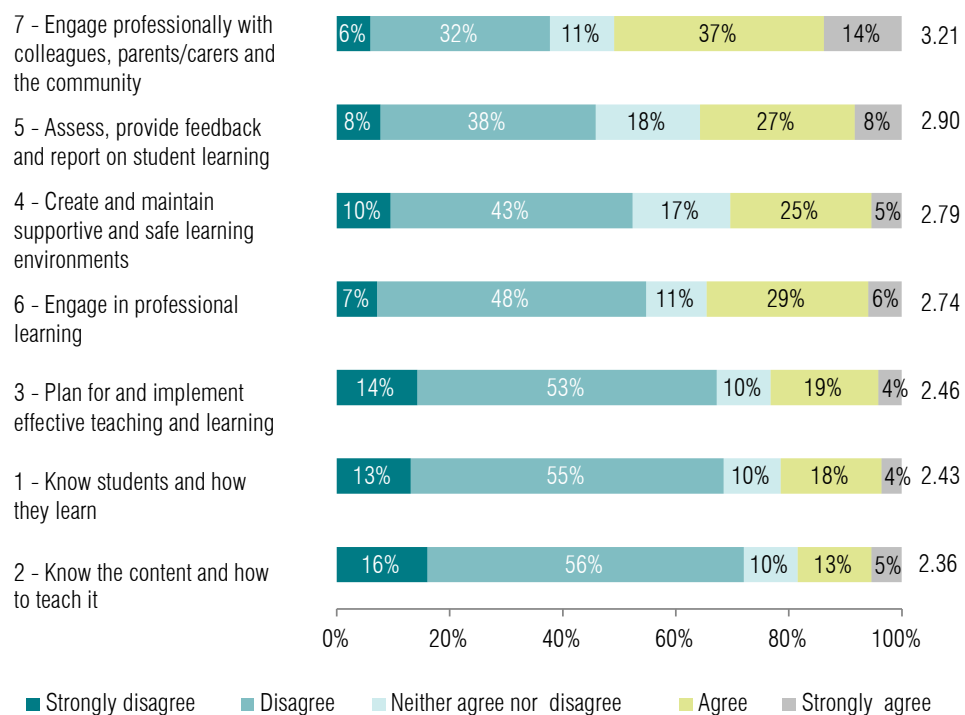 7 - Engage professionally with
colleagues, parents/carers and
the community
6% 32% 11% 37% 14% 3.21
5 - Assess, provide feedback
and report on student learning
8% 38% 18% 27% 8% 2.90
4 - Create and maintain
supportive and safe learning
environments
10% 43% 17% 25% 5% 2.79
6 - Engage in professional
learning
7% 48% 11% 29% 6% 2.74
3 - Plan for and implement
effective teaching and learning
14% 53% 10% 19% 4% 2.46
1 - Know students and how
they learn
13% 55% 10% 18% 4% 2.43
2 - Know the content and how
to teach it
16% 56% 10% 13% 5% 2.36
0% 20% 40% 60% 80% 100%
Strongly disagree Disagree Neither agree nor disagree Agree Strongly agree